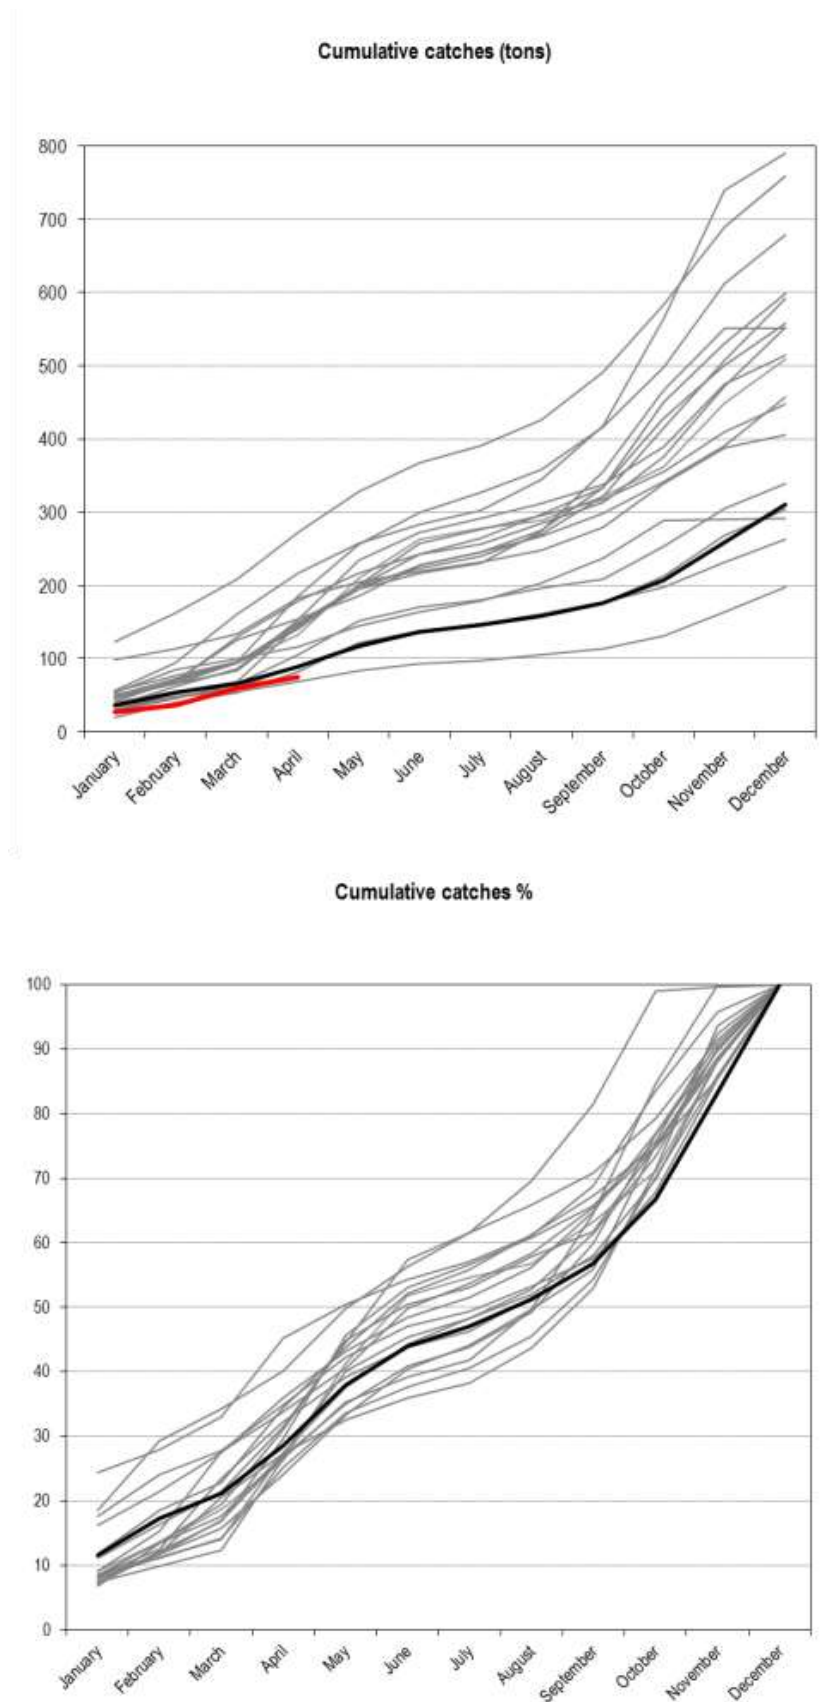 Cumulative catches (tons)
800
700
600
500
400
300
200
100
0
January
February
March
April
May
June
July
August
September
October
November
December
Cumulative catches %
100
90
80
70
60
50
40
30
20
10
0
January
February
March
April
May
June
July
August
September
October
November
December